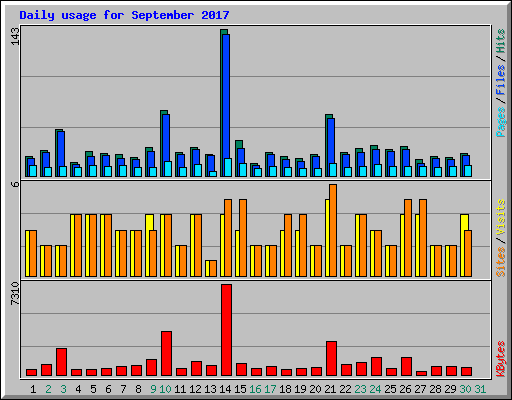 Daily usage for September 2017
143
Pages / Files / Hits
6
Sites / Visits
7310
KBytes
1 2 3 4 5 6 7 8 9 10 11 12 13 14 15 16 17 18 19 20 21 22 23 24 25 26 27 28 29 30 31